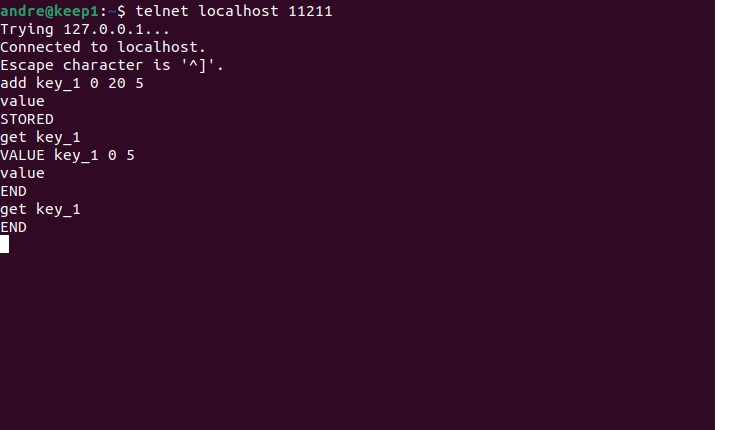 andre@keep1:~$ telnet localhost 11211
Trying 127.0.0.1...
Connected to localhost.
Escape character is '^]'.
add key_1 0 20 5
value
STORED
get key_1
VALUE key_1 0 5
value
END
get key_1
END